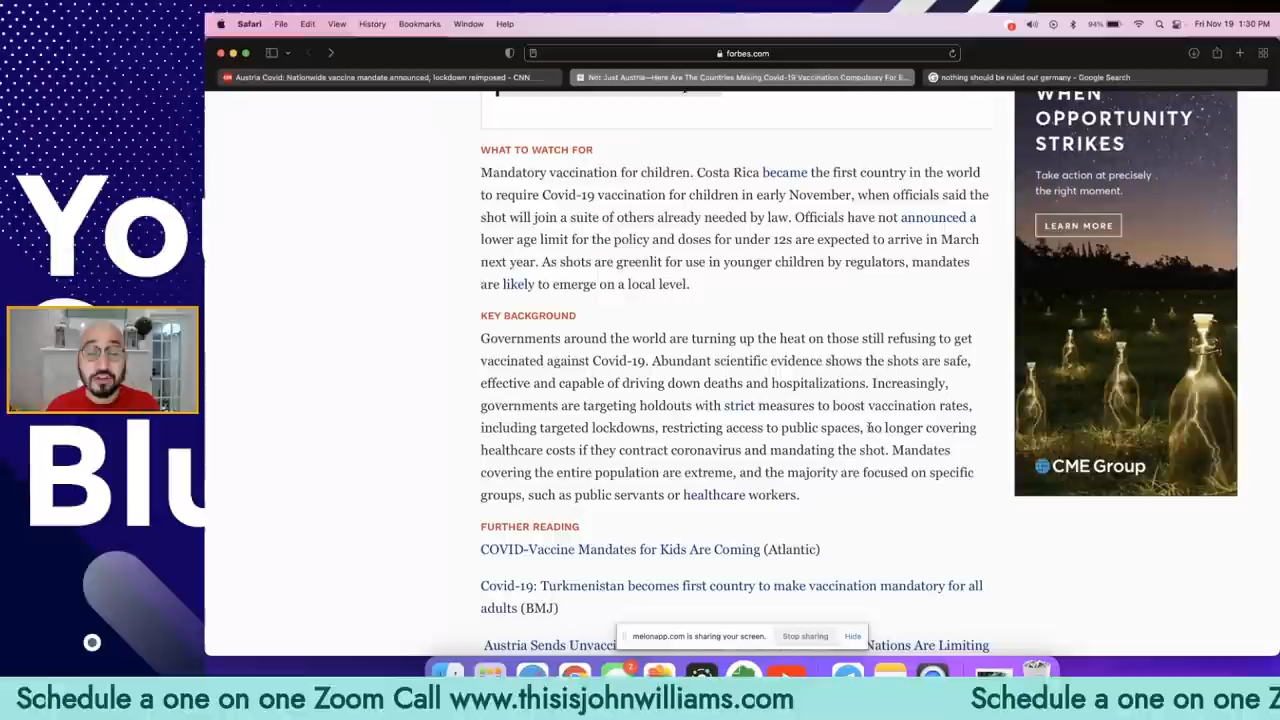 Safari File Edit View History Bookmarks Window Help
94% Fri Nov 19 1:30 PM
forbes.com
Austria Covid: Nationwide vaccine mandate announced, lockdown reimposed - CNN
Not Just Austria—Here Are The Countries Making Covid-19 Vaccination Compulsory For E...
nothing should be ruled out germany - Google Search
WHAT TO WATCH FOR
Mandatory vaccination for children. Costa Rica became the first country in the world
to require Covid-19 vaccination for children in early November, when officials said the
shot will join a suite of others already needed by law. Officials have not announced a
lower age limit for the policy and doses for under 12s are expected to arrive in March
next year. As shots are greenlit for use in younger children by regulators, mandates
are likely to emerge on a local level.
KEY BACKGROUND
Governments around the world are turning up the heat on those still refusing to get
vaccinated against Covid-19. Abundant scientific evidence shows the shots are safe,
effective and capable of driving down deaths and hospitalizations. Increasingly,
governments are targeting holdouts with strict measures to boost vaccination rates,
including targeted lockdowns, restricting access to public spaces, no longer covering
healthcare costs if they contract coronavirus and mandating the shot. Mandates
covering the entire population are extreme, and the majority are focused on specific
groups, such as public servants or healthcare workers.
FURTHER READING
COVID-Vaccine Mandates for Kids Are Coming (Atlantic)
Covid-19: Turkmenistan becomes first country to make vaccination mandatory for all
adults (BMJ)
Austria Sends Unvacci
Nations Are Limiting
melonapp.com is sharing your screen. Stop sharing Hide
2
WHEN
OPPORTUNITY
STRIKES
Take action at precisely
the right moment.
LEARN MORE
CME Group
Yo
Blu
Schedule a one on one Zoom Call www.thisisjohnwilliams.com
Schedule a one on one Z